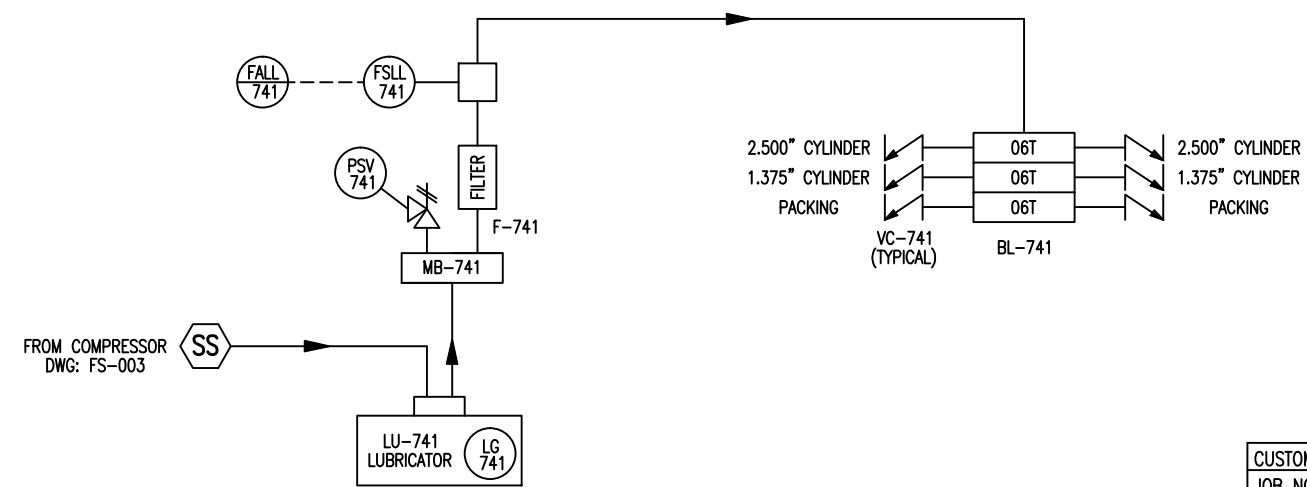 FALL
741
FSLL
741
PSV
741
FILTER
F-741
MB-741
FROM COMPRESSOR
DWG: FS-003
SS
LU-741
LUBRICATOR
LG
741
2.500" CYLINDER
1.375" CYLINDER
PACKING
06T
06T
06T
2.500" CYLINDER
1.375" CYLINDER
PACKING
VC-741
(TYPICAL)
BL-741